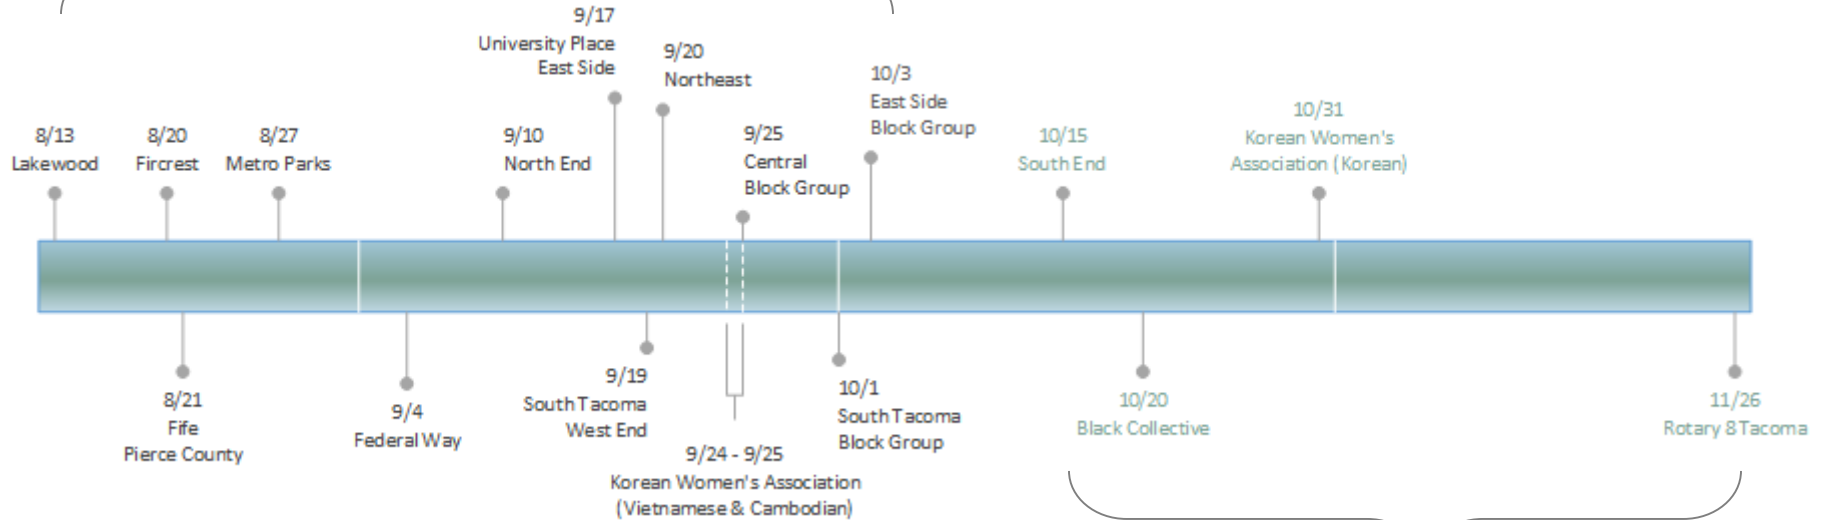 9/17
University Place
East Side
9/20
Northeast
10/3
East Side
Block Group
8/13
Lakewood
8/20
Fircrest
8/27
Metro Parks
9/10
North End
9/25
Central
Block Group
10/15
South End
10/31
Korean Women's
Association (Korean)
8/21
Fife
Pierce County
9/4
Federal Way
9/19
South Tacoma
West End
9/24 - 9/25
Korean Women's Association
(Vietnamese & Cambodian)
10/1
South Tacoma
Block Group
10/20
Black Collective
11/26
Rotary 8 Tacoma